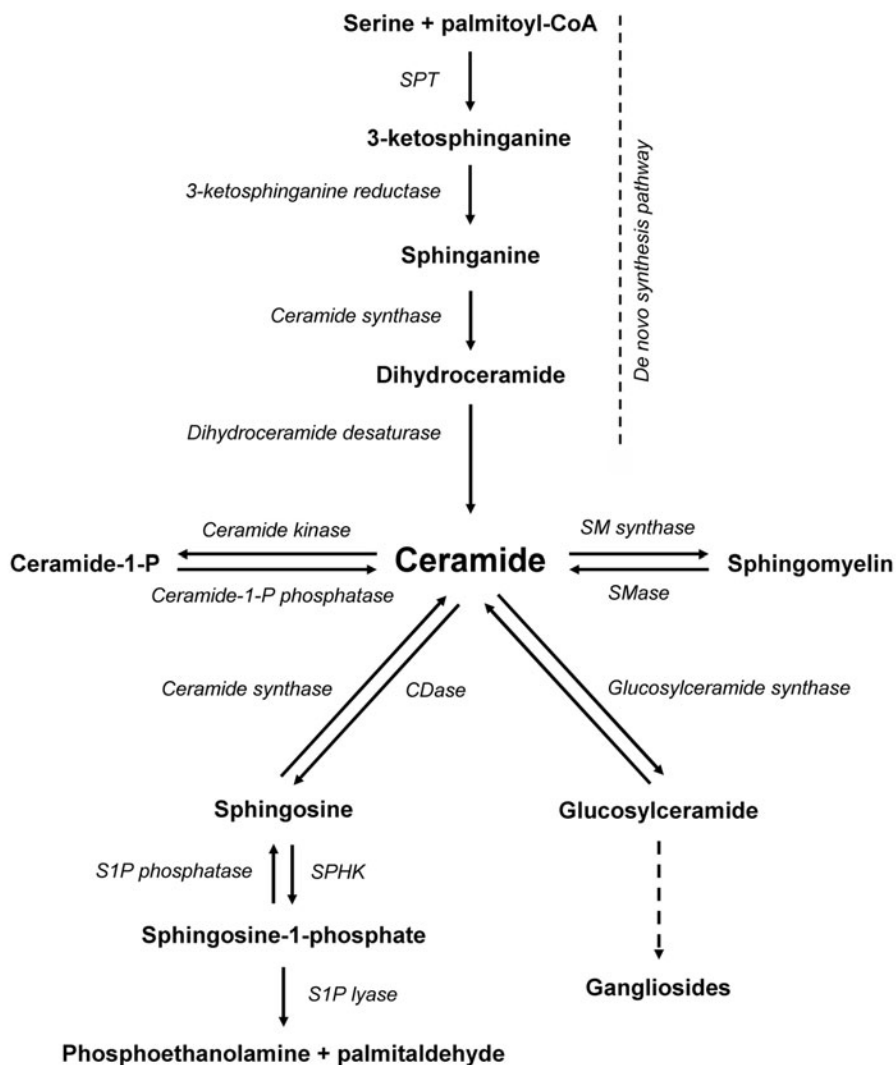 Serine + palmitoyl-CoA
SPT
3-ketosphinganine
3-ketosphinganine reductase
Sphinganine
Ceramide synthase
Dihydroceramide
Dihydroceramide desaturase
De novo synthesis pathway
Ceramide kinase
SM synthase
Ceramide-1-P
Ceramide
Sphingomyelin
Ceramide-1-P phosphatase
SMase
Ceramide synthase
CDase
Glucosylceramide synthase
Sphingosine
Glucosylceramide
S1P phosphatase
SPHK
Sphingosine-1-phosphate
S1P lyase
Gangliosides
Phosphoethanolamine + palmitaldehyde